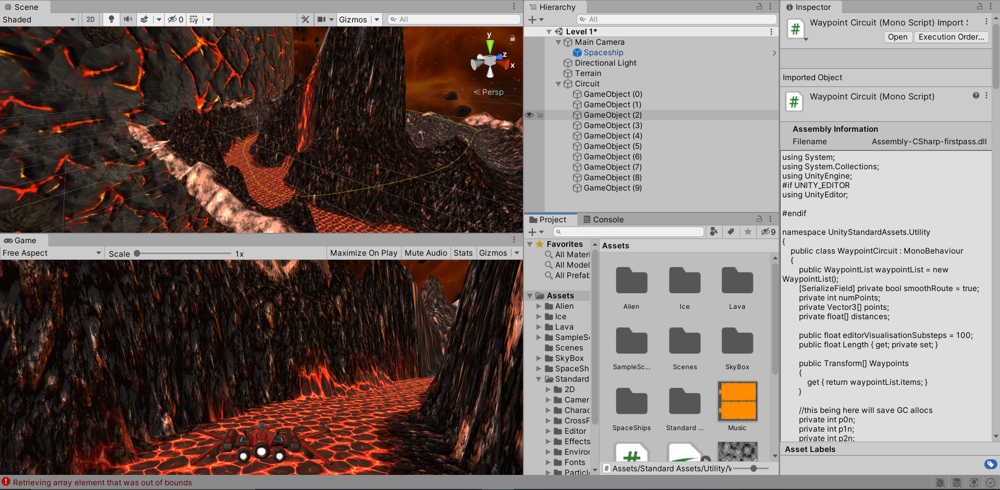 Scene
Shaded
2D
0
Gizmos
All
y
z
x
Persp
Game
Free Aspect
Scale
1x
Maximize On Play
Mute Audio
Stats
Gizmos
Retrieving array element that was out of bounds
Hierarchy
All
Level 1*
Main Camera
Spaceship
Directional Light
Terrain
Circuit
GameObject (0)
GameObject (1)
GameObject (2)
GameObject (3)
GameObject (4)
GameObject (5)
GameObject (6)
GameObject (7)
GameObject (8)
GameObject (9)
Project
Console
9
Favorites
All Materi
All Model
All Prefab
Assets
Alien
Ice
Lava
SampleSc
Scenes
SkyBox
SpaceSh
Standard
2D
Camer
Charac
CrossP
Editor
Effects
Enviror
Fonts
Particle
Assets
Alien
Ice
Lava
SampleSc...
Scenes
SkyBox
SpaceShips
Standard ...
Music
Assets/Standard Assets/Utility/W
Inspector
Waypoint Circuit (Mono Script) Import S
Open
Execution Order...
Imported Object
Waypoint Circuit (Mono Script)
Assembly Information
Filename Assembly-CSharp-firstpass.dll
using System;
using System.Collections;
using UnityEngine;
#if UNITY_EDITOR
using UnityEditor;
#endif
namespace UnityStandardAssets.Utility
{
public class WaypointCircuit : MonoBehaviour
{
public WaypointList waypointList = new
WaypointList();
[SerializeField] private bool smoothRoute = true;
private int numPoints;
private Vector3[] points;
private float[] distances;
public float editorVisualisationSubsteps = 100;
public float Length { get; private set; }
public Transform[] Waypoints
{
get { return waypointList.items; }
}
//this being here will save GC allocs
private int p0n;
private int p1n;
private int p2n;
Asset Labels